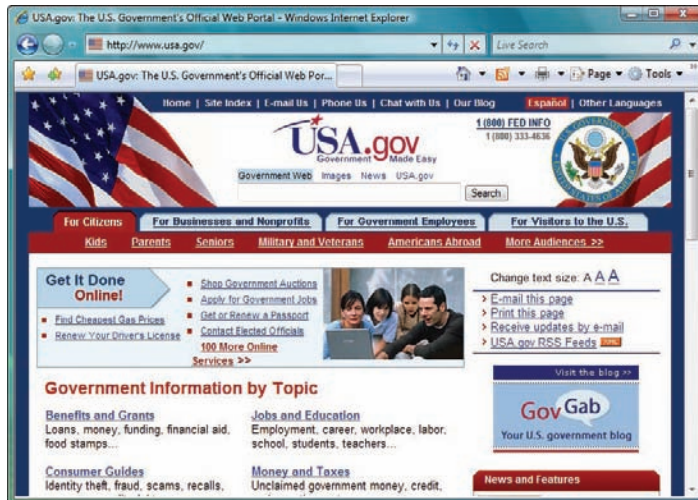 USA.gov: The U.S. Government's Official Web Portal - Windows Internet Explorer
http://www.usa.gov/
Live Search
USA.gov: The U.S. Government's Official Web Por...
Page Tools
Home | Site Index | E-mail Us | Phone Us | Chat with Us | Our Blog Español | Other Languages
USA.gov
Government Made Easy
1 (800) FED INFO
1 (800) 333-4636
Government Web Images News USA.gov
Search
For Citizens For Businesses and Nonprofits For Government Employees For Visitors to the U.S.
Kids Parents Seniors Military and Veterans Americans Abroad More Audiences >>
Get It Done
Online!
Find Cheapest Gas Prices
Renew Your Driver's License
Shop Government Auctions
Apply for Government Jobs
Get or Renew a Passport
Contact Elected Officials
100 More Online
Services >>
Change text size: A A A
E-mail this page
Print this page
Receive updates by e-mail
USA.gov RSS Feeds XML
Government Information by Topic
Benefits and Grants
Loans, money, funding, financial aid,
food stamps...
Jobs and Education
Employment, career, workplace, labor,
school, students, teachers...
Consumer Guides
Identity theft, fraud, scams, recalls,
Money and Taxes
Unclaimed government money, credit,
Visit the blog >>
Gov Gab
Your U.S. government blog
News and Features